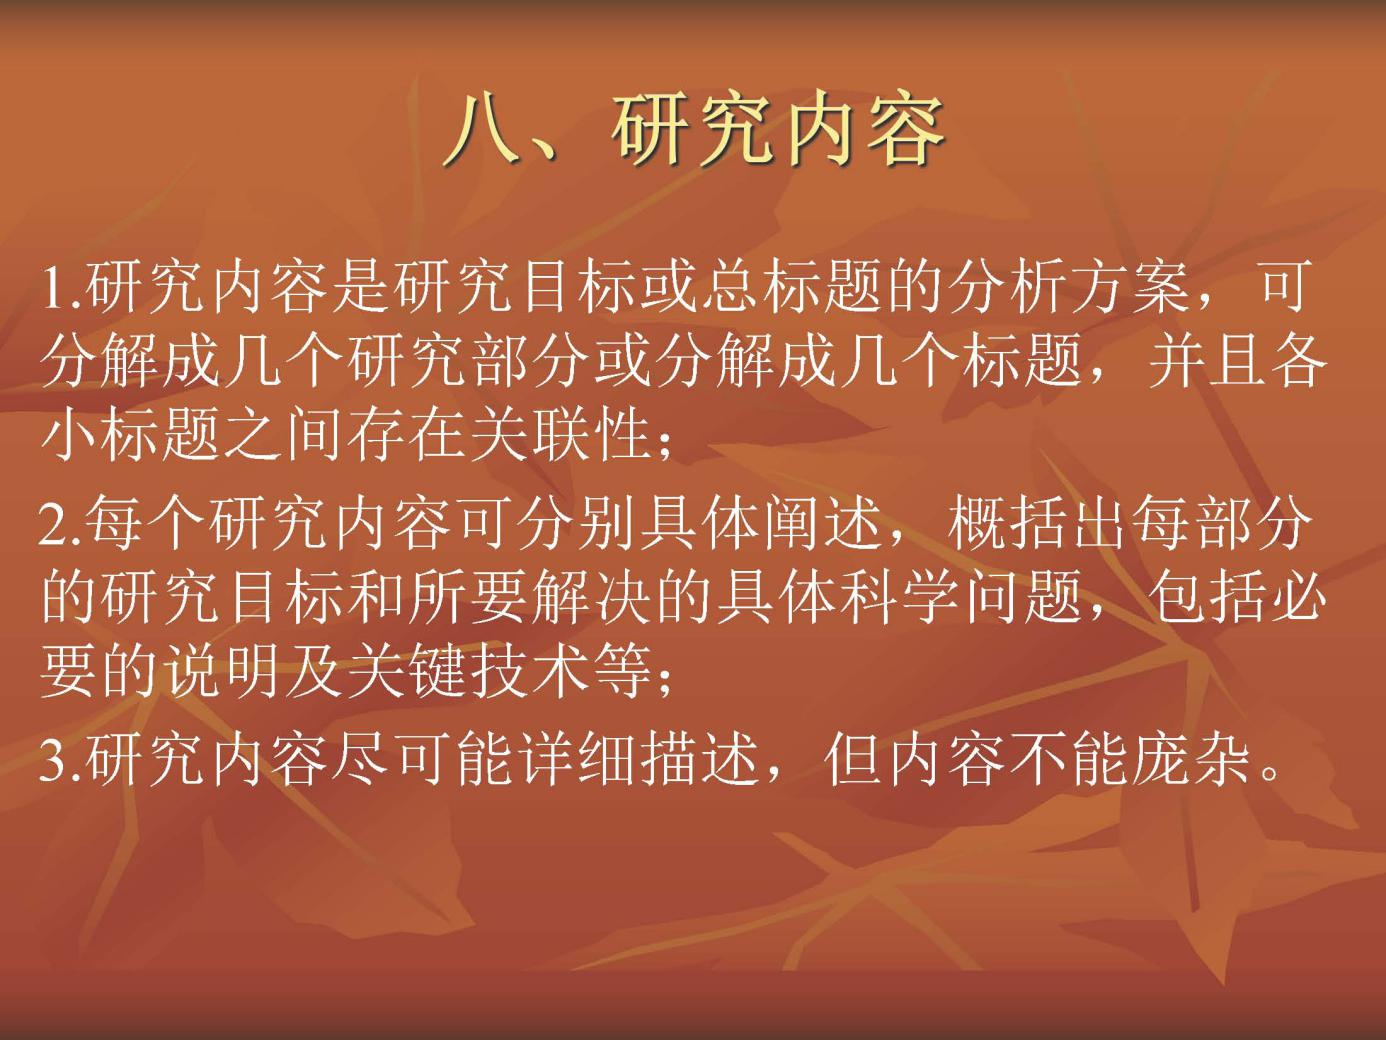 八、研究内容
1.研究内容是研究目标或总标题的分析方案，可
分解成几个研究部分或分解成几个标题，并且各
小标题之间存在关联性；
2.每个研究内容可分别具体阐述，概括出每部分
的研究目标和所要解决的具体科学问题，包括必
要的说明及关键技术等；
3.研究内容尽可能详细描述，但内容不能庞杂。